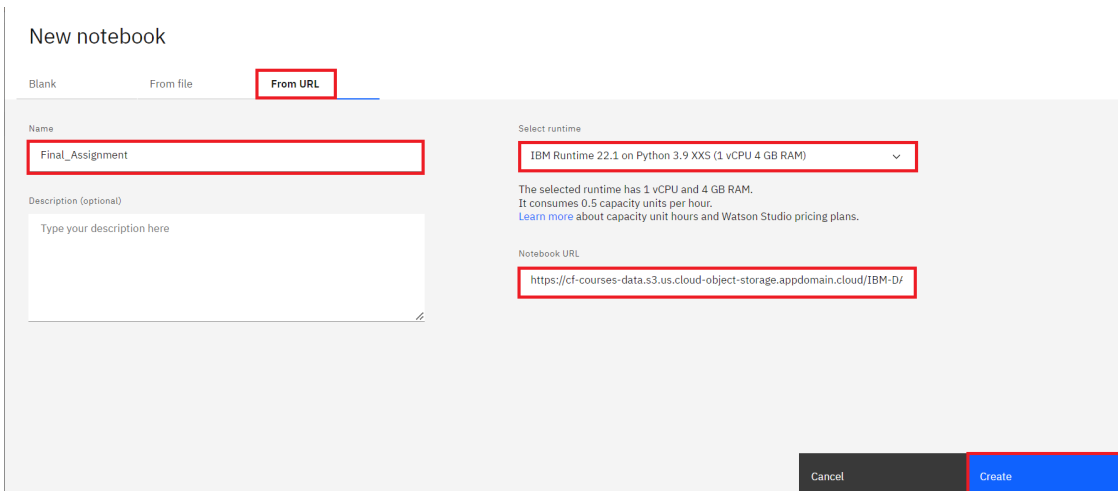 New notebook
Blank
From file
From URL
Name
Final_Assignment
Description (optional)
Type your description here
Select runtime
IBM Runtime 22.1 on Python 3.9 XXS (1 vCPU 4 GB RAM)
The selected runtime has 1 vCPU and 4 GB RAM.
It consumes 0.5 capacity units per hour.
Learn more about capacity unit hours and Watson Studio pricing plans.
Notebook URL
https://cf-courses-data.s3.us.cloud-object-storage.appdomain.cloud/IBM-D
Cancel
Create